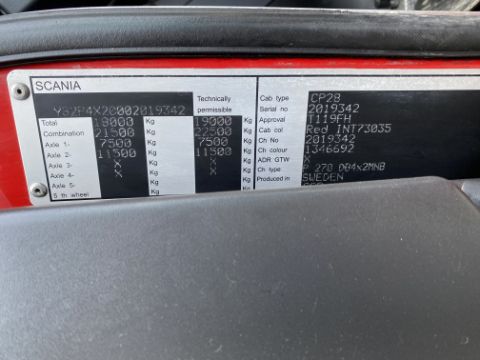 SCANIA
Technically
permissible
Total 18000 Kg 19000 Kg
Combination 21500 Kg 22500 Kg
Axle 1- 7500 Kg 7500 Kg
Axle 2- 11500 Kg 11500 Kg
Axle 3- X Kg X Kg
Axle 4- X Kg X Kg
Axle 5- Kg Kg
5 th wheel Kg Kg
Cab type CP28
Serial no 2019342
Approval T119FH
Cab col Red INT73035
Ch No 2019342
Ch colour 1346692
ADR GTW X
Ch type P 270 DB4x2MNB
Produced in SWEDEN